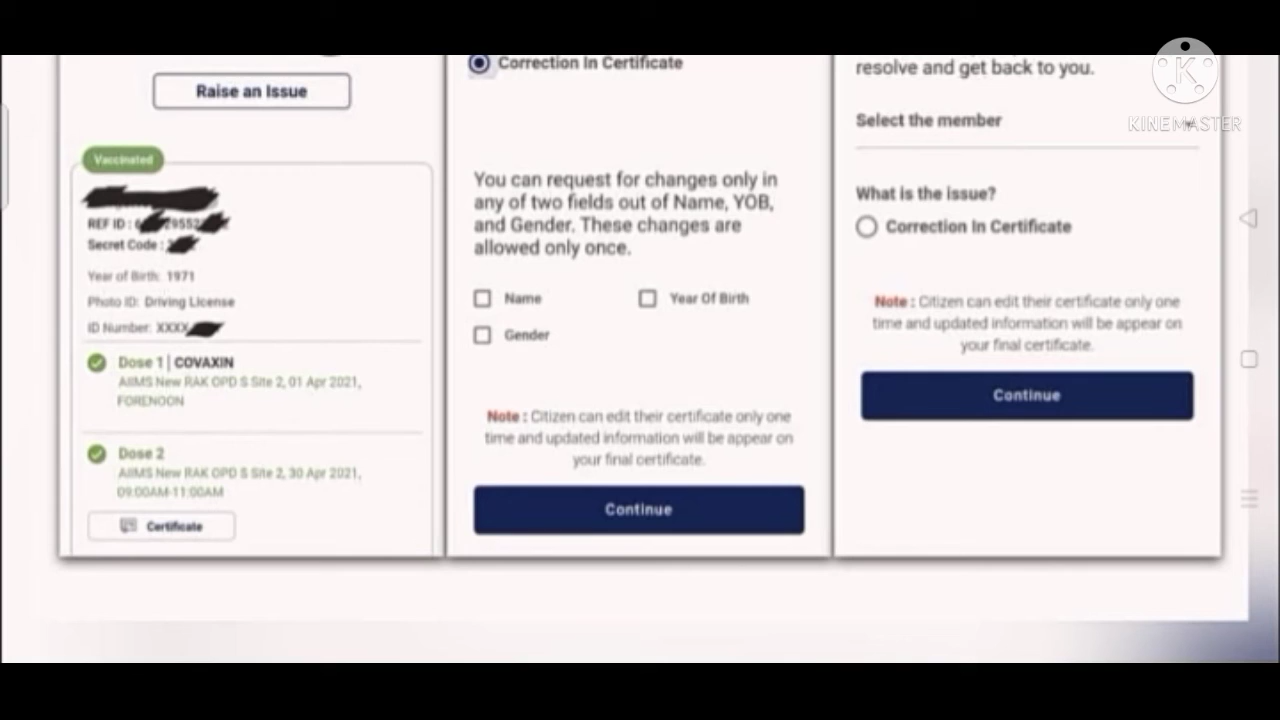 Raise an Issue
Vaccinated
REF ID :
Secret Code :
Year of Birth: 1971
Photo ID: Driving License
ID Number: XXXX
Dose 1 | COVAXIN
AIIMS New RAK OPD S Site 2, 01 Apr 2021,
FORENOON
Dose 2
AIIMS New RAK OPD S Site 2, 30 Apr 2021,
09:00AM-11:00AM
Certificate
Correction In Certificate
You can request for changes only in
any of two fields out of Name, YOB,
and Gender. These changes are
allowed only once.
Name
Year Of Birth
Gender
Note : Citizen can edit their certificate only one
time and updated information will be appear on
your final certificate.
Continue
resolve and get back to you.
Select the member
What is the issue?
Correction In Certificate
Note : Citizen can edit their certificate only one
time and updated information will be appear on
your final certificate.
Continue
K
KINEMASTER